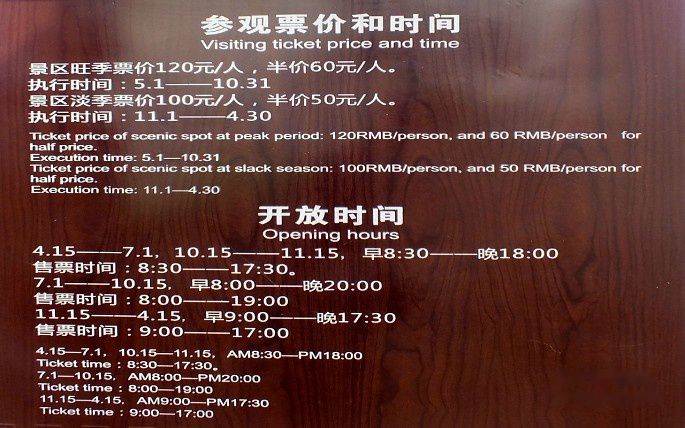 参观票价和时间
Visiting ticket price and time
景区旺季票价120元/人，半价60元/人。
执行时间：5.1——10.31
景区淡季票价100元/人，半价50元/人。
执行时间：11.1——4.30
Ticket price of scenic spot at peak period: 120RMB/person, and 60 RMB/person for
half price.
Execution time: 5.1—10.31
Ticket price of scenic spot at slack season: 100RMB/person, and 50 RMB/person for
half price.
Execution time: 11.1—4.30
开放时间
Opening hours
4.15——7.1，10.15——11.15，早8:30——晚18:00
售票时间：8:30——17:30。
7.1——10.15，早8:00——晚20:00
售票时间：8:00——19:00
11.15——4.15，早9:00——晚17:30
售票时间：9:00——17:00
4.15—7.1，10.15—11.15，AM8:30—PM18:00
Ticket time：8:30—17:30。
7.1—10.15，AM8:00—PM20:00
Ticket time：8:00—19:00
11.15—4.15，AM9:00—PM17:30
Ticket time：9:00—17:00